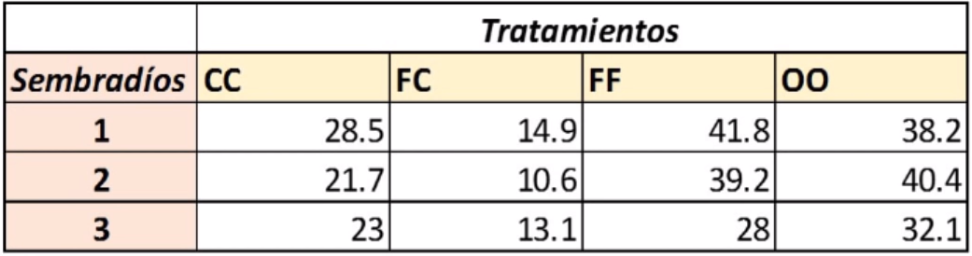 Tratamientos
Sembradíos CC FC FF OO
1 28.5 14.9 41.8 38.2
2 21.7 10.6 39.2 40.4
3 23 13.1 28 32.1